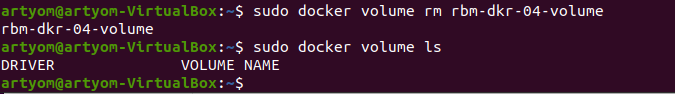 artyom@artyom-VirtualBox:~$ sudo docker volume rm rbm-dkr-04-volume
rbm-dkr-04-volume
artyom@artyom-VirtualBox:~$ sudo docker volume ls
DRIVER              VOLUME NAME
artyom@artyom-VirtualBox:~$